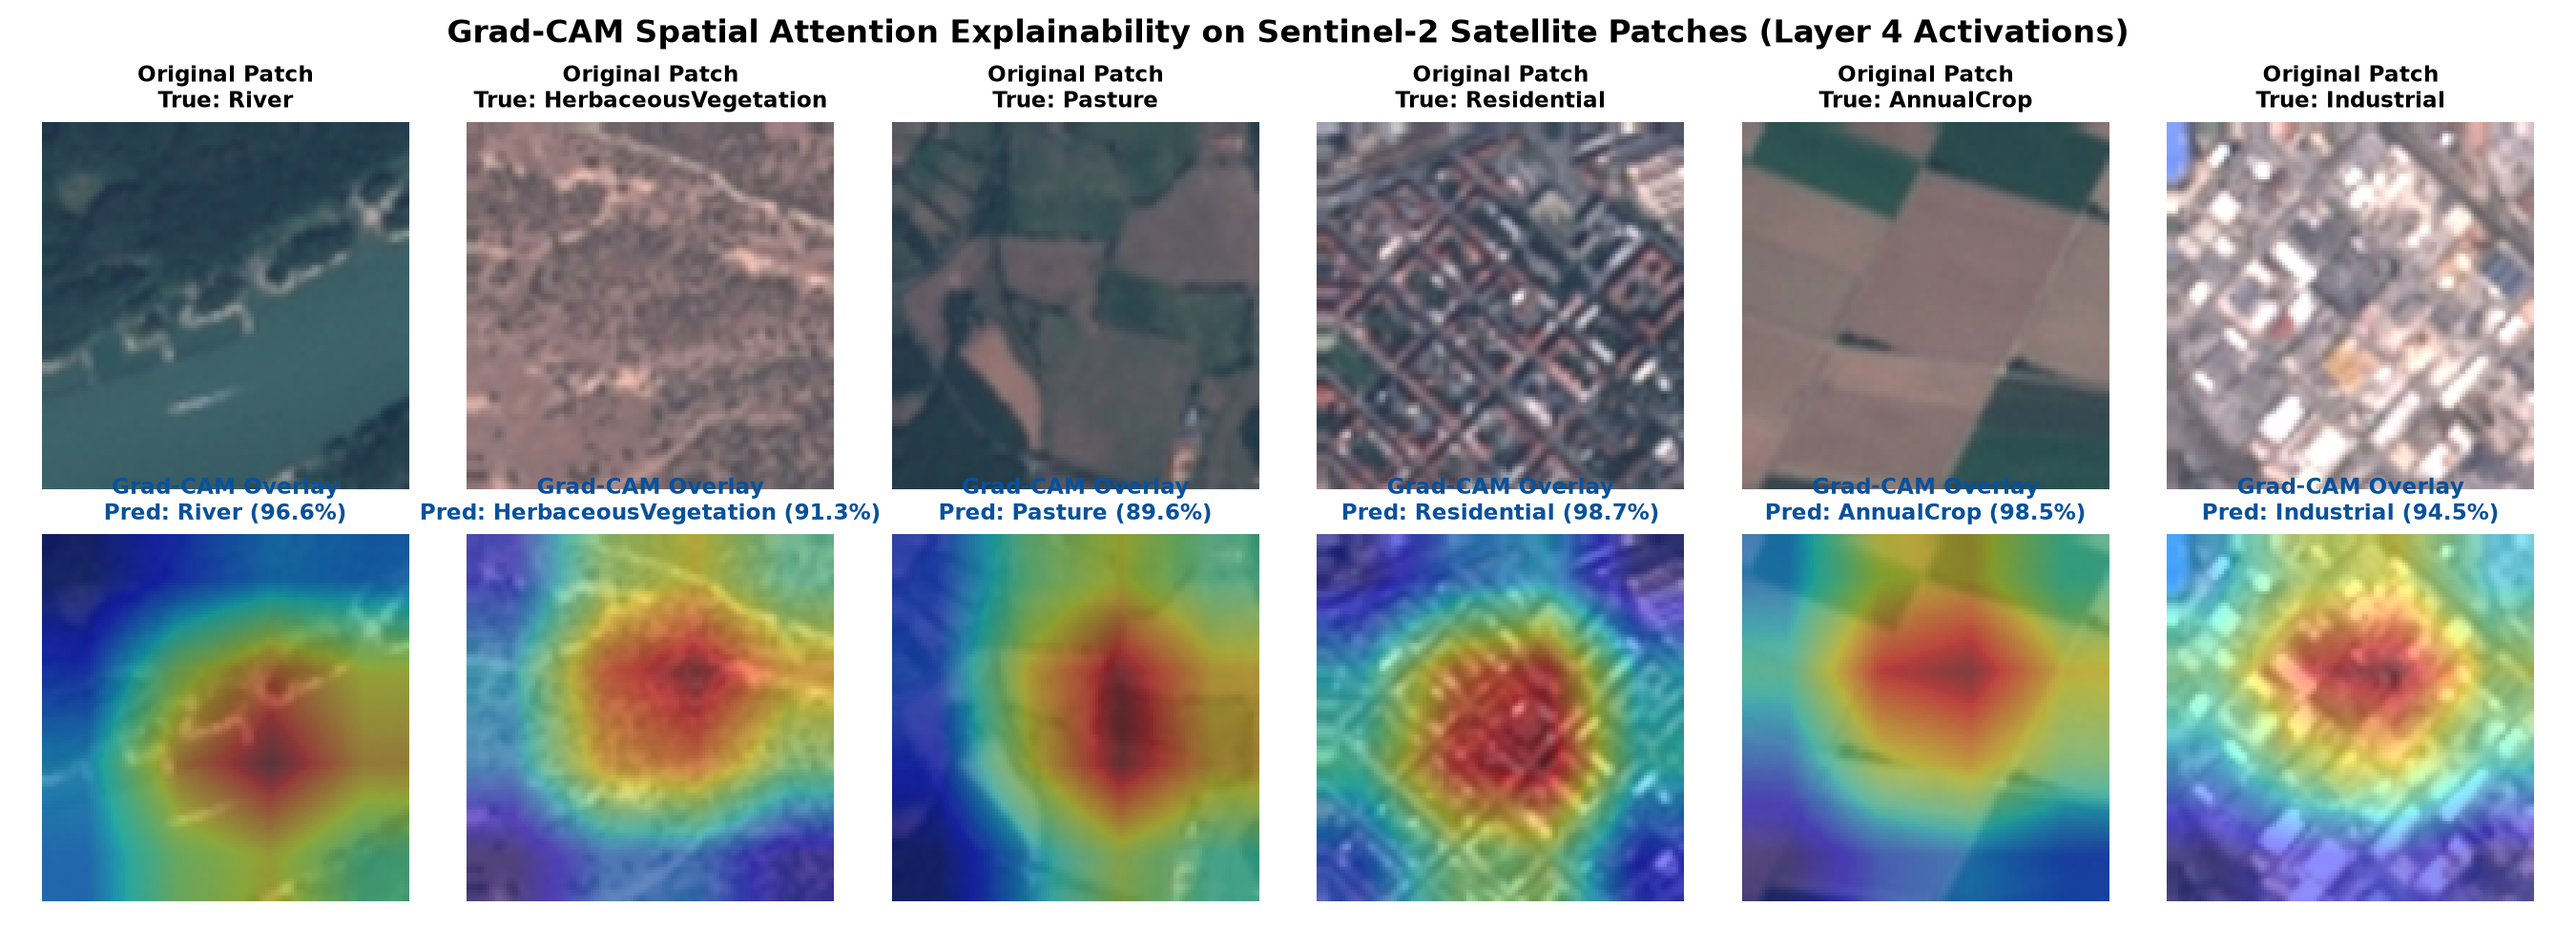 Grad-CAM Spatial Attention Explainability on Sentinel-2 Satellite Patches (Layer 4 Activations)
Original Patch
True: River
Original Patch
True: HerbaceousVegetation
Original Patch
True: Pasture
Original Patch
True: Residential
Original Patch
True: AnnualCrop
Original Patch
True: Industrial
Grad-CAM Overlay
Pred: River (96.6%)
Grad-CAM Overlay
Pred: HerbaceousVegetation (91.3%)
Grad-CAM Overlay
Pred: Pasture (89.6%)
Grad-CAM Overlay
Pred: Residential (98.7%)
Grad-CAM Overlay
Pred: AnnualCrop (98.5%)
Grad-CAM Overlay
Pred: Industrial (94.5%)